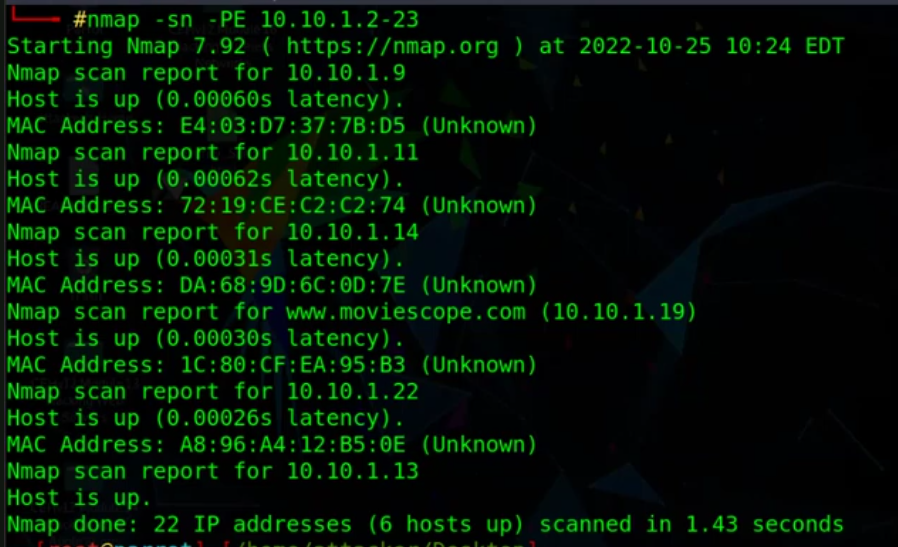 #nmap -sn -PE 10.10.1.2-23
Starting Nmap 7.92 ( https://nmap.org ) at 2022-10-25 10:24 EDT
Nmap scan report for 10.10.1.9
Host is up (0.00060s latency).
MAC Address: E4:03:D7:37:7B:D5 (Unknown)
Nmap scan report for 10.10.1.11
Host is up (0.00062s latency).
MAC Address: 72:19:CE:C2:C2:74 (Unknown)
Nmap scan report for 10.10.1.14
Host is up (0.00031s latency).
MAC Address: DA:68:9D:6C:0D:7E (Unknown)
Nmap scan report for www.moviescope.com (10.10.1.19)
Host is up (0.00030s latency).
MAC Address: 1C:80:CF:EA:95:B3 (Unknown)
Nmap scan report for 10.10.1.22
Host is up (0.00026s latency).
MAC Address: A8:96:A4:12:B5:0E (Unknown)
Nmap scan report for 10.10.1.13
Host is up.
Nmap done: 22 IP addresses (6 hosts up) scanned in 1.43 seconds